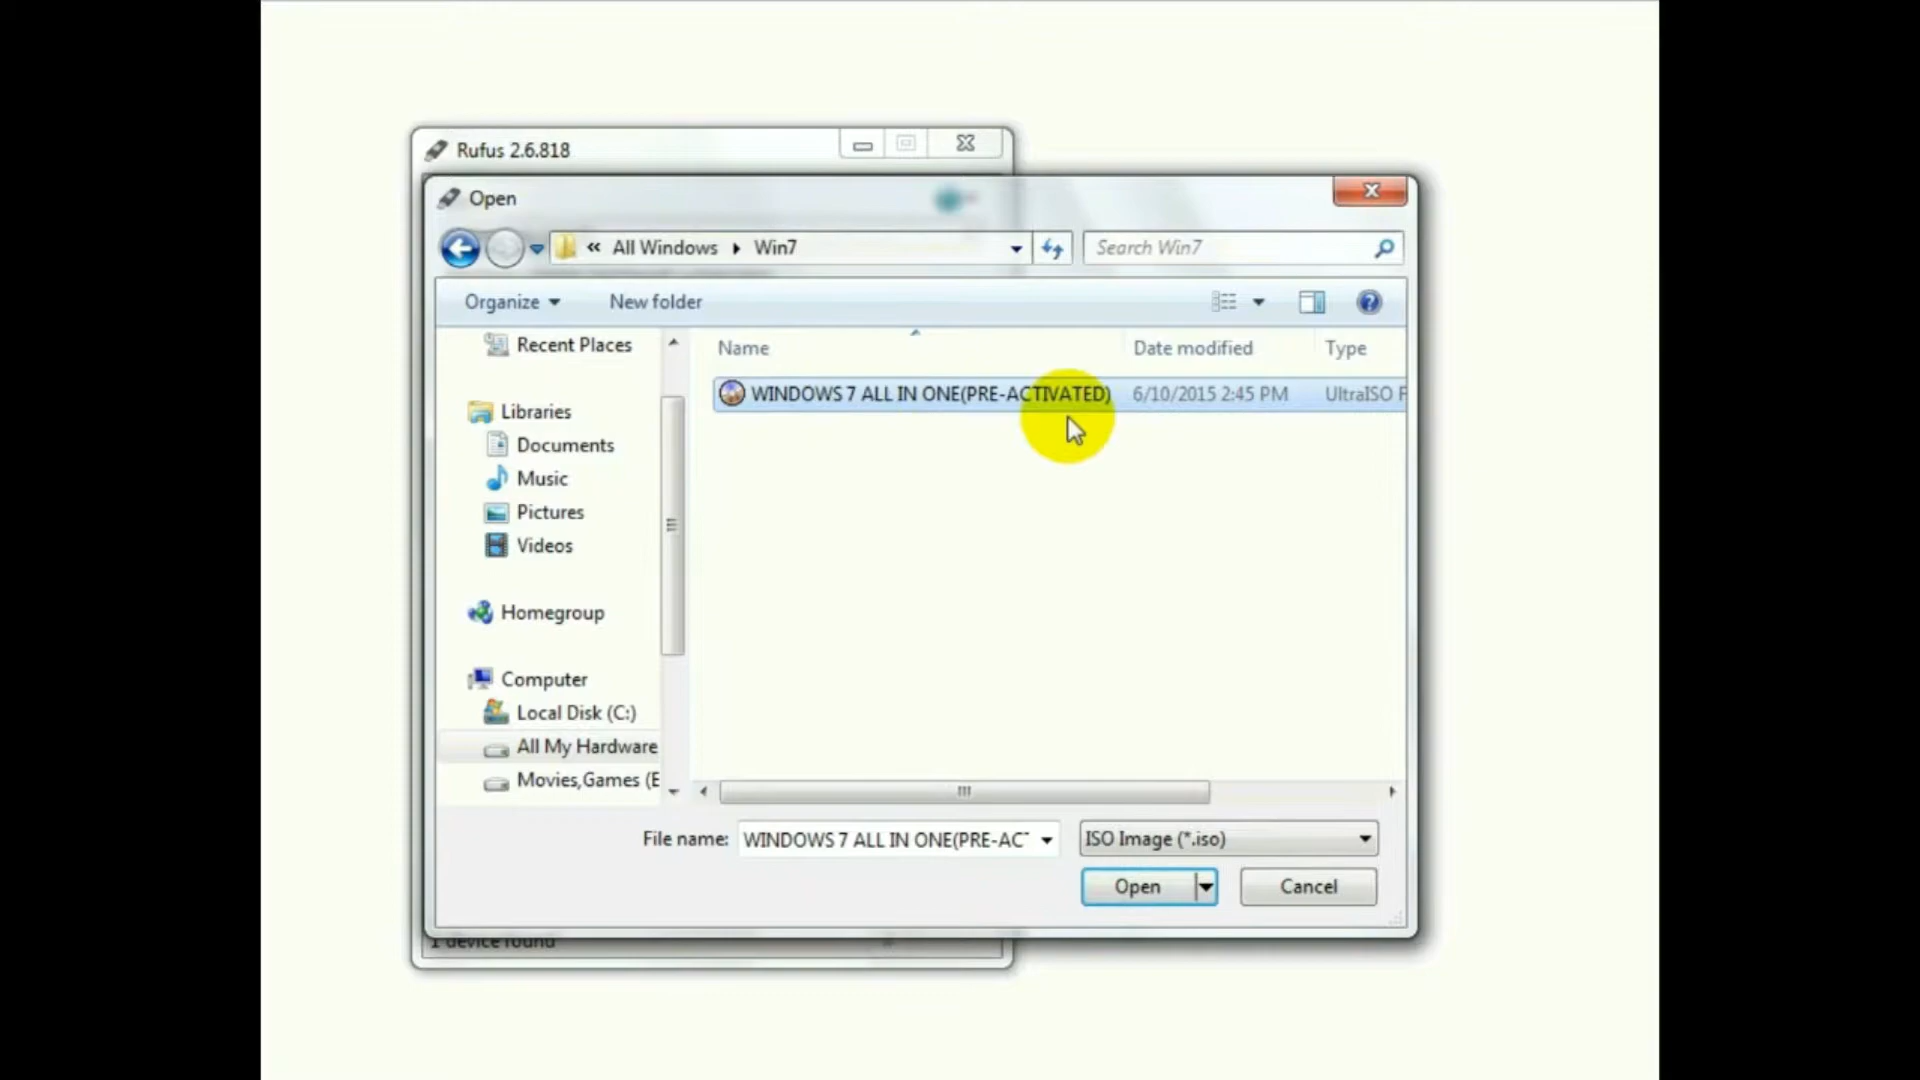 Rufus 2.6.818
Open
« All Windows Win7
Search Win7
Organize
New folder
Name
Date modified
Type
Recent Places
WINDOWS 7 ALL IN ONE(PRE-ACTIVATED)
6/10/2015 2:45 PM
UltraISO F
Libraries
Documents
Music
Pictures
Videos
Homegroup
Computer
Local Disk (C:)
All My Hardware
Movies,Games (E
File name:
WINDOWS 7 ALL IN ONE(PRE-AC
ISO Image (*.iso)
Open
Cancel
1 device found